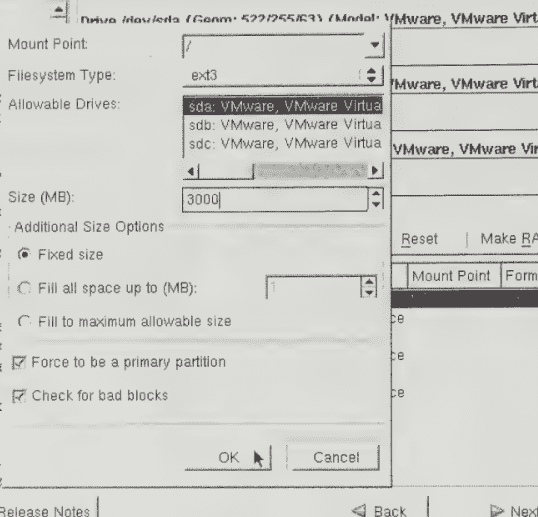 Drive /dev/sda (Geom: 522/255/63) (Model: VMware, VMware Virt
Mount Point:
/
Filesystem Type:
ext3
VMware, VMware Virt
Allowable Drives:
sda: VMware, VMware Virtua
sdb: VMware, VMware Virtua
sdc: VMware, VMware Virtua
VMware, VMware Vir
Size (MB):
3000
Additional Size Options
Reset
Make RA
Fixed size
Mount Point
Form
Fill all space up to (MB):
1
Fill to maximum allowable size
ce
Force to be a primary partition
ce
Check for bad blocks
ce
OK
Cancel
Release Notes
Back
Next